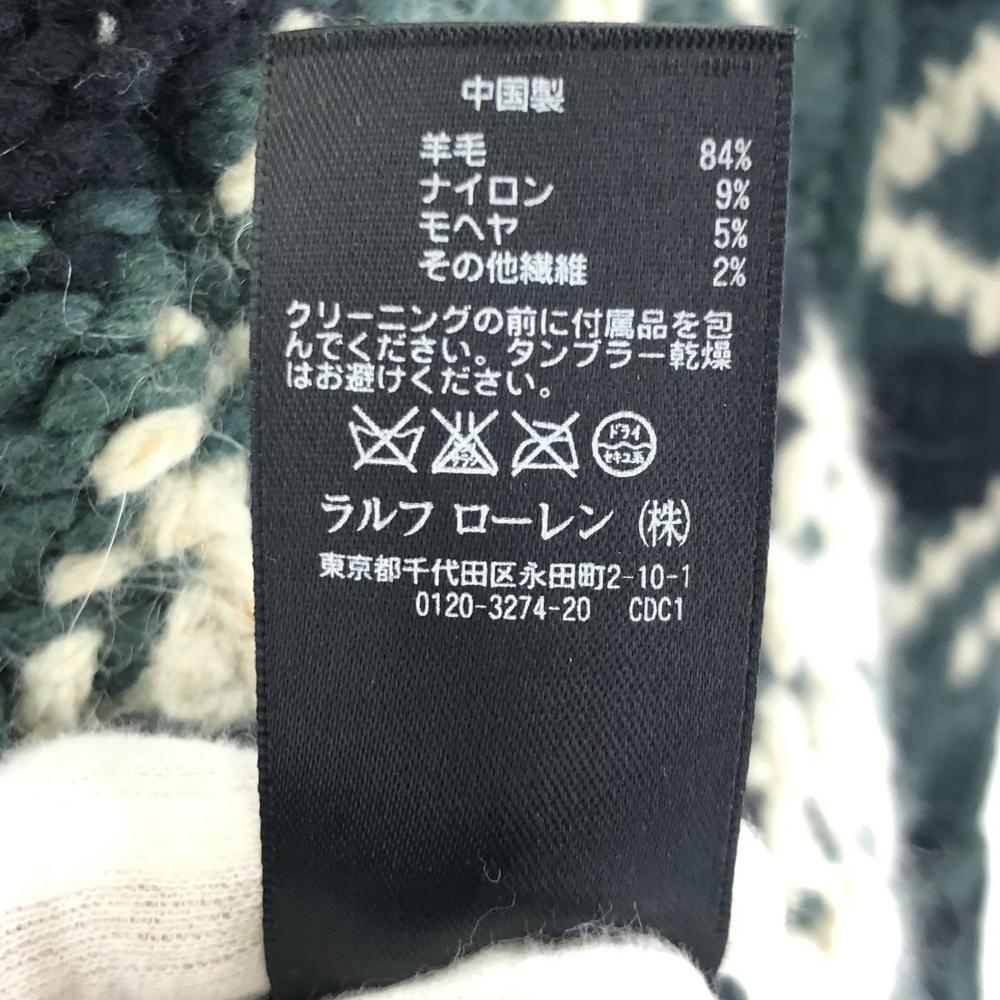 中国製
羊毛 84%
ナイロン 9%
モヘヤ 5%
その他繊維 2%
クリーニングの前に付属品を包
んでください。タンブラー乾燥
はお避けください。
ドライ
セキユ系
ラルフ ローレン (株)
東京都千代田区永田町2-10-1
0120-3274-20 CDC1